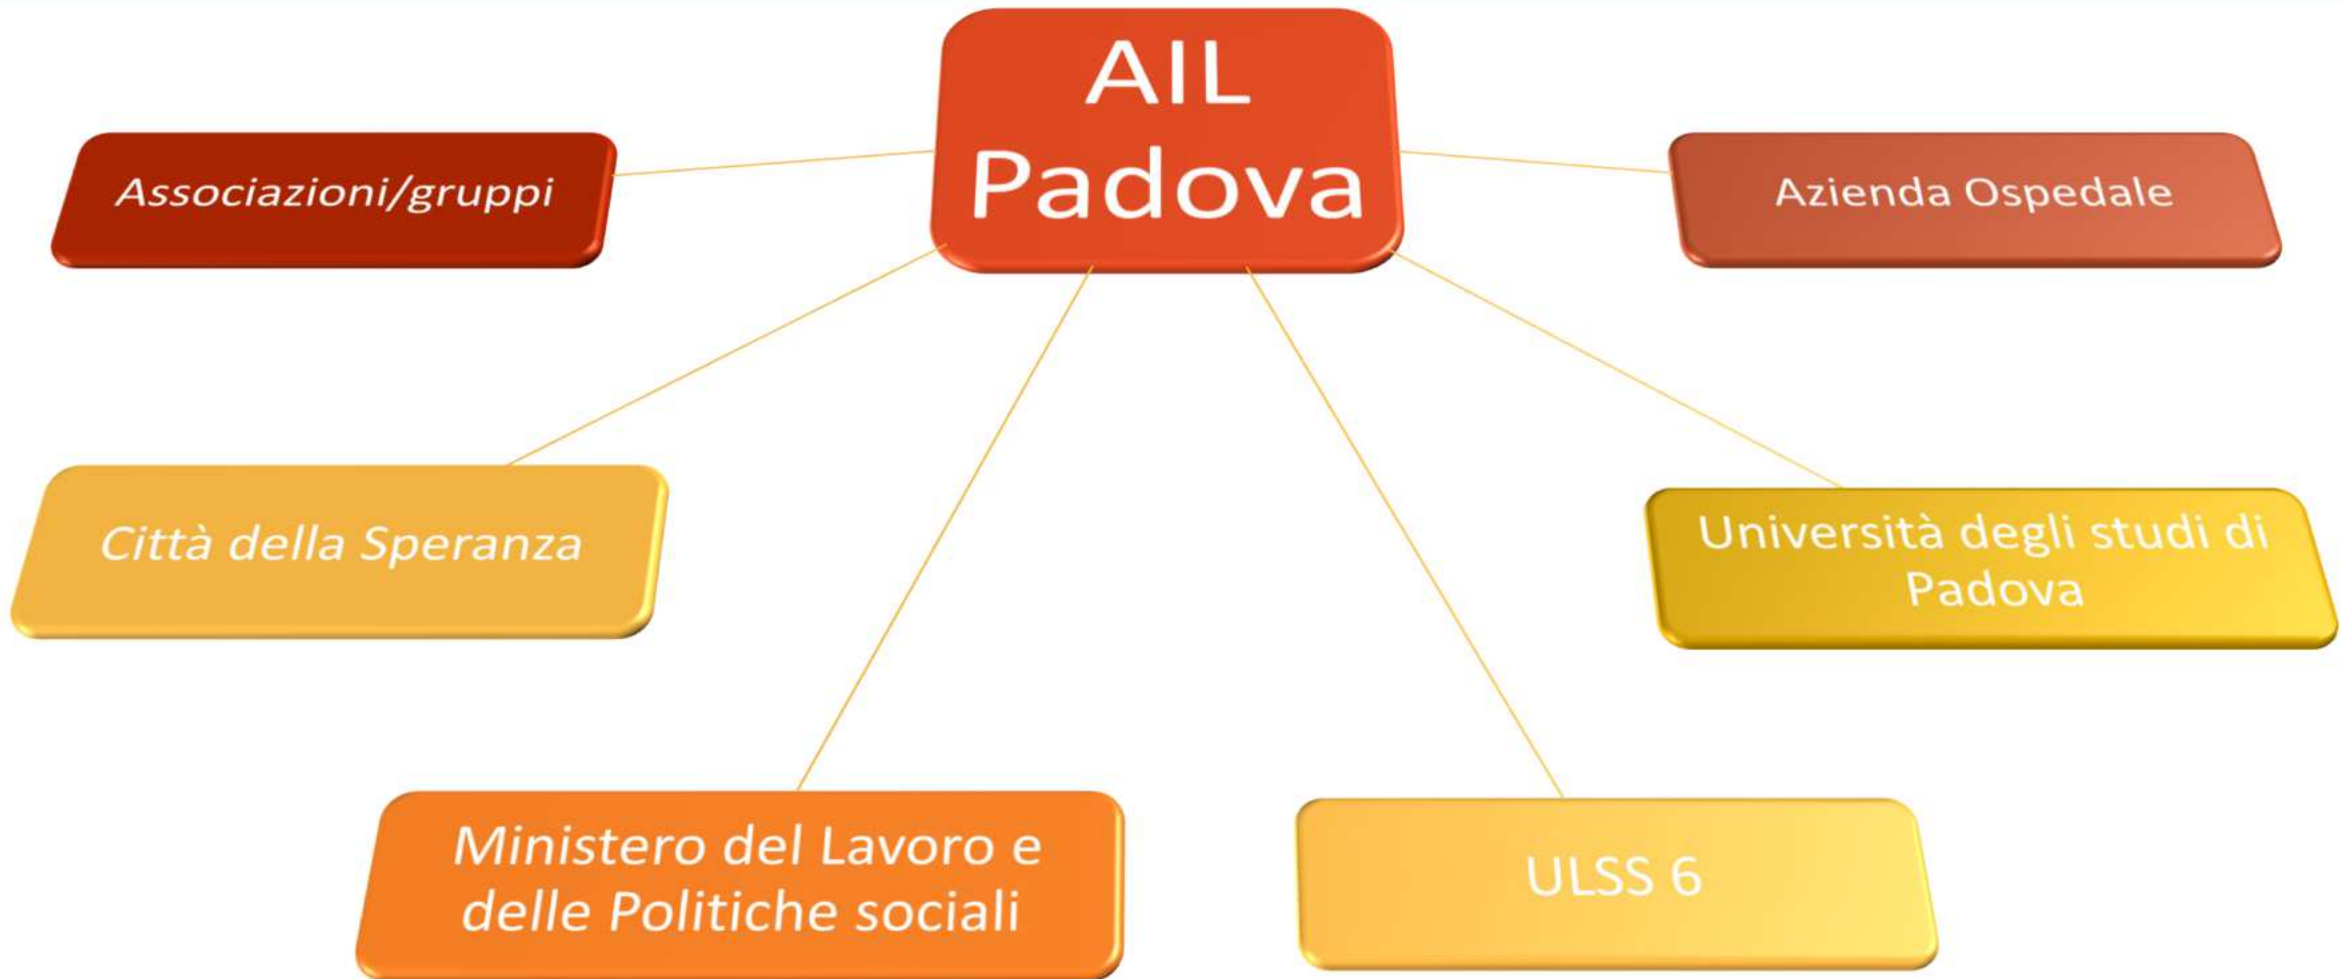 AIL
Padova
Associazioni/gruppi
Azienda Ospedale
Città della Speranza
Università degli studi di
Padova
Ministero del Lavoro e
delle Politiche sociali
ULSS 6